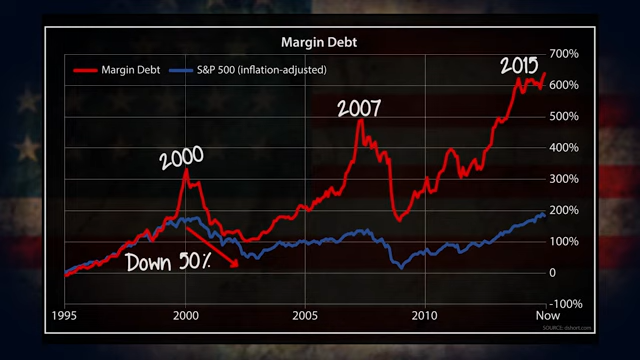 Margin Debt
Margin Debt
S&P 500 (inflation-adjusted)
2000
2007
2015
Down 50%
700%
600%
500%
400%
300%
200%
100%
0
-100%
1995
2000
2005
2010
Now
SOURCE: dshort.com